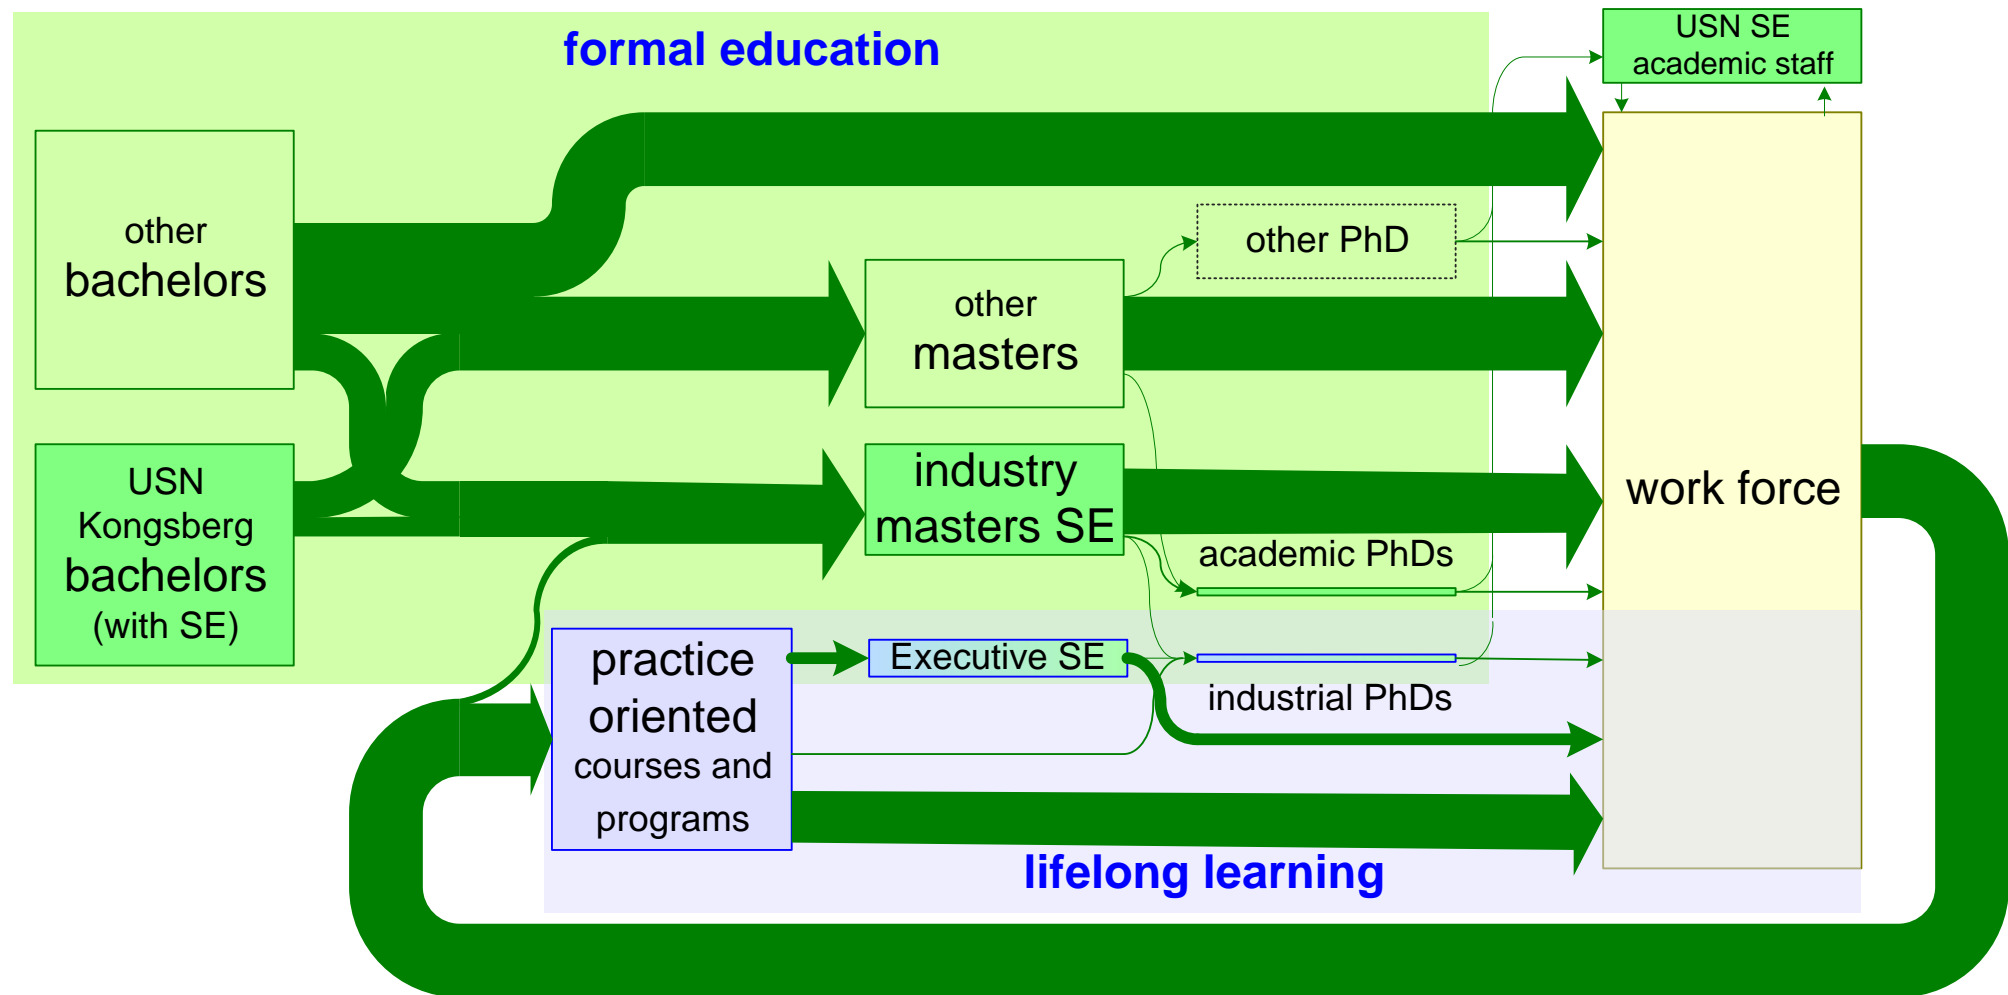 formal education
USN SE
academic staff
other
bachelors
other PhD
other
masters
USN
Kongsberg
bachelors
(with SE)
industry
masters SE
work force
academic PhDs
practice
oriented
courses and
programs
Executive SE
industrial PhDs
lifelong learning